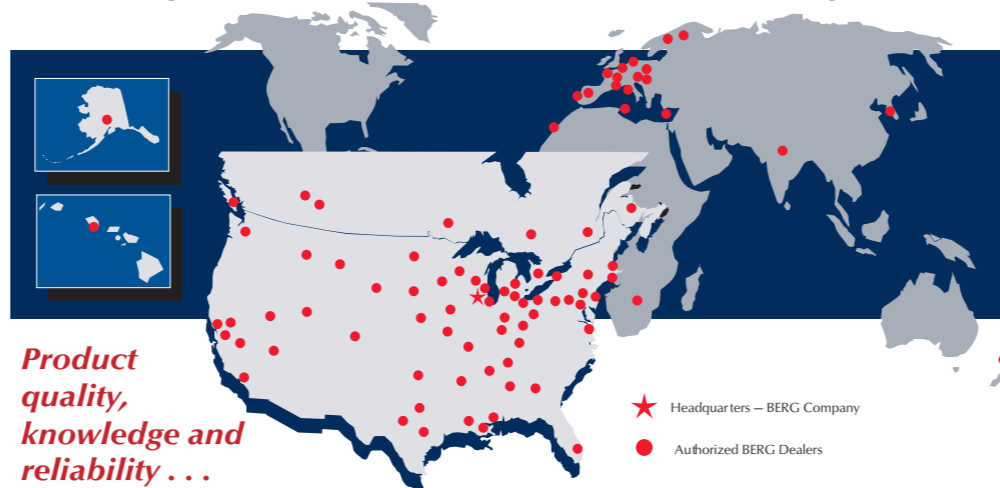 Product
quality,
knowledge and
reliability . . .
Headquarters – BERG Company
Authorized BERG Dealers